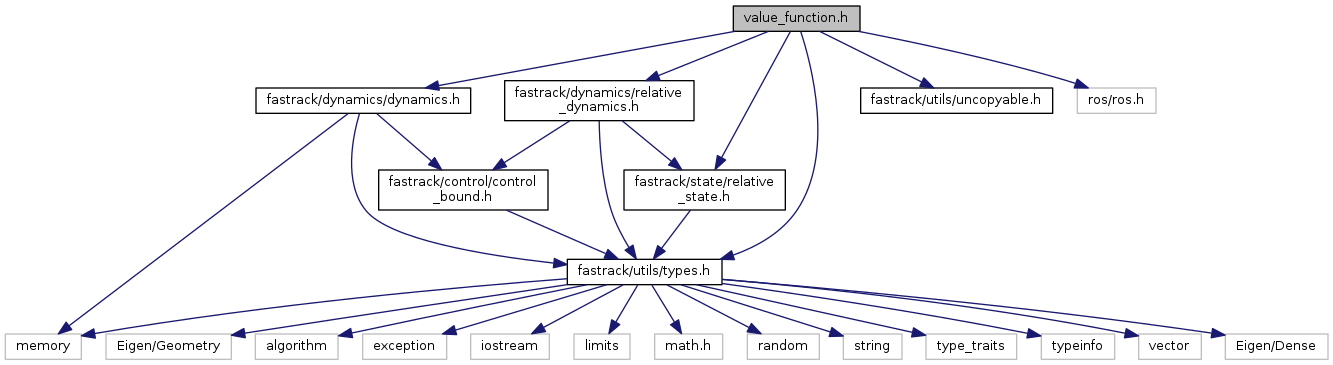 value_function.h
fastrack/dynamics/dynamics.h
fastrack/dynamics/relative
_dynamics.h
fastrack/utils/uncopyable.h
ros/ros.h
fastrack/control/control
_bound.h
fastrack/state/relative
_state.h
fastrack/utils/types.h
memory
Eigen/Geometry
algorithm
exception
iostream
limits
math.h
random
string
type_traits
typeinfo
vector
Eigen/Dense